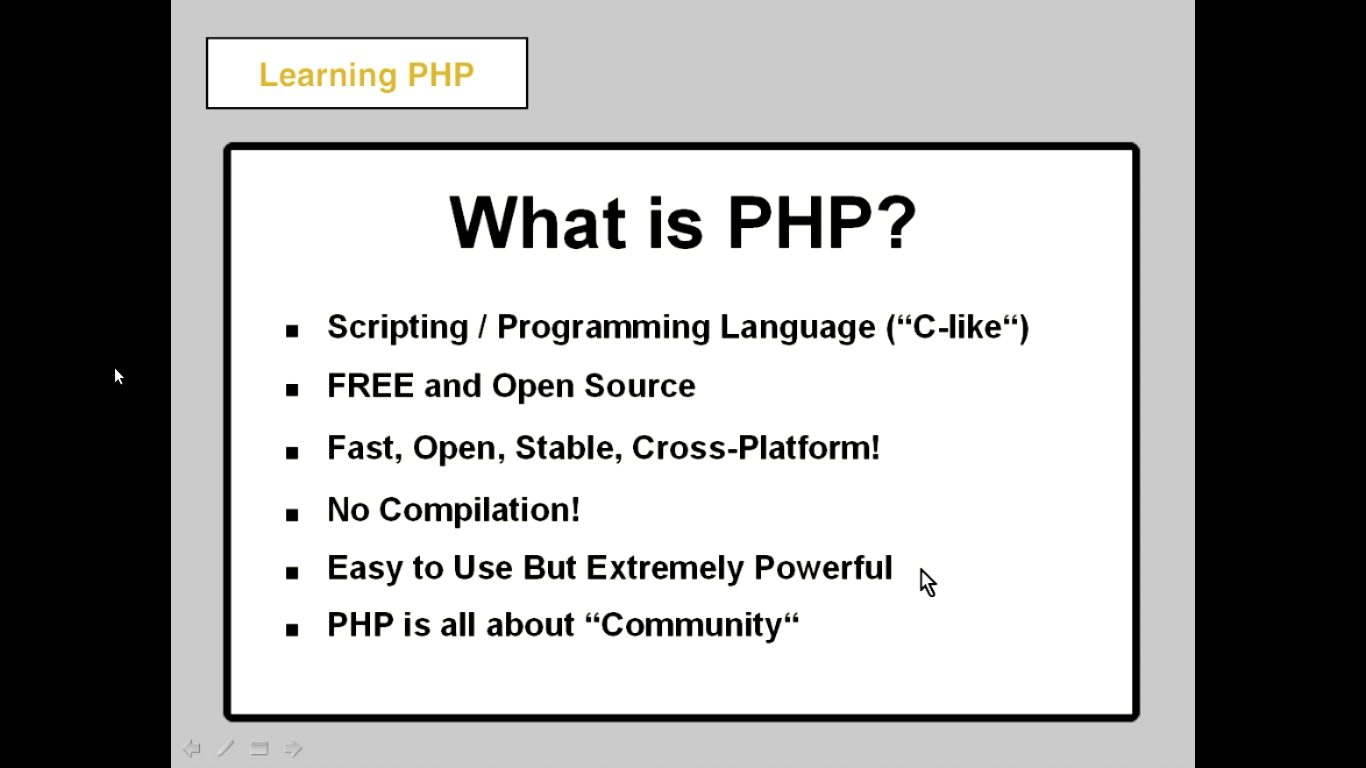 Learning PHP
What is PHP?
▪ Scripting / Programming Language (“C-like“)
▪ FREE and Open Source
▪ Fast, Open, Stable, Cross-Platform!
▪ No Compilation!
▪ Easy to Use But Extremely Powerful
▪ PHP is all about “Community“